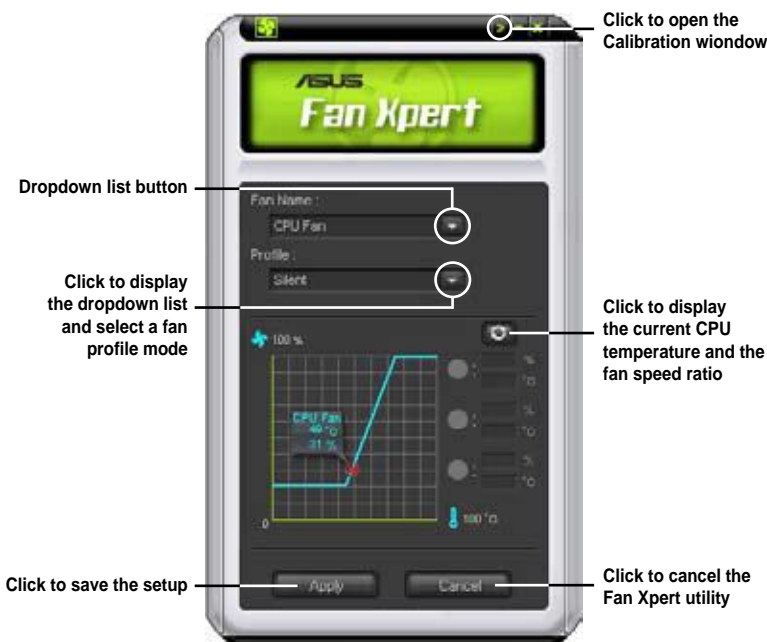 Click to open the
Calibration wiondow
ASUS
Fan Xpert
Dropdown list button
Fan Name :
CPU Fan
Profile :
Silent
Click to display
the dropdown list
and select a fan
profile mode
Click to display
the current CPU
temperature and the
fan speed ratio
100 %
%
°C
CPU Fan
49 °C
31 %
%
°C
%
°C
0
100 °C
Click to save the setup
Apply
Cancel
Click to cancel the
Fan Xpert utility